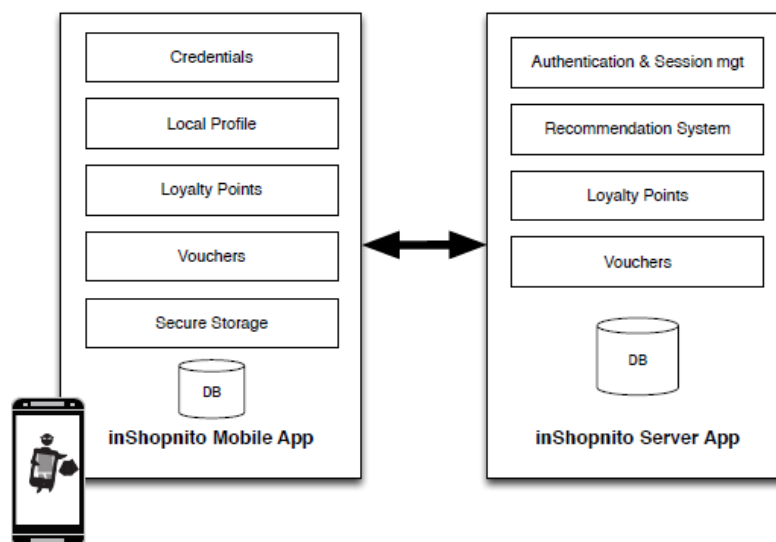 Credentials
Local Profile
Loyalty Points
Vouchers
Secure Storage
DB
inShopnito Mobile App
Authentication & Session mgt
Recommendation System
Loyalty Points
Vouchers
DB
inShopnito Server App